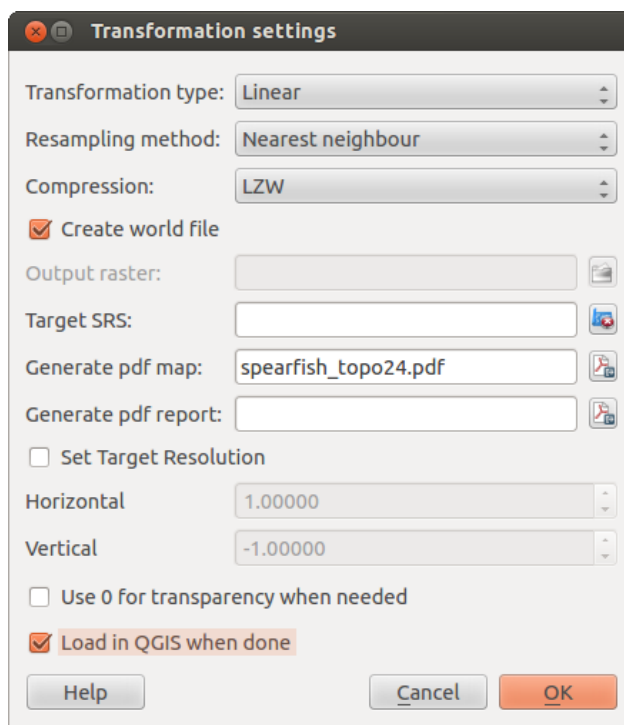 Transformation settings
Transformation type: Linear
Resampling method: Nearest neighbour
Compression: LZW
Create world file
Output raster:
Target SRS:
Generate pdf map: spearfish_topo24.pdf
Generate pdf report:
Set Target Resolution
Horizontal 1.00000
Vertical -1.00000
Use 0 for transparency when needed
Load in QGIS when done
Help Cancel OK